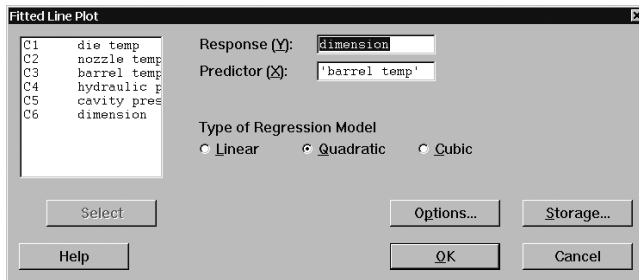 Fitted Line Plot
C1 die temp
C2 nozzle temp
C3 barrel temp
C4 hydraulic p
C5 cavity pres
C6 dimension
Response (Y): dimension
Predictor (X): 'barrel temp'
Type of Regression Model
Linear Quadratic Cubic
Select Options... Storage...
Help OK Cancel